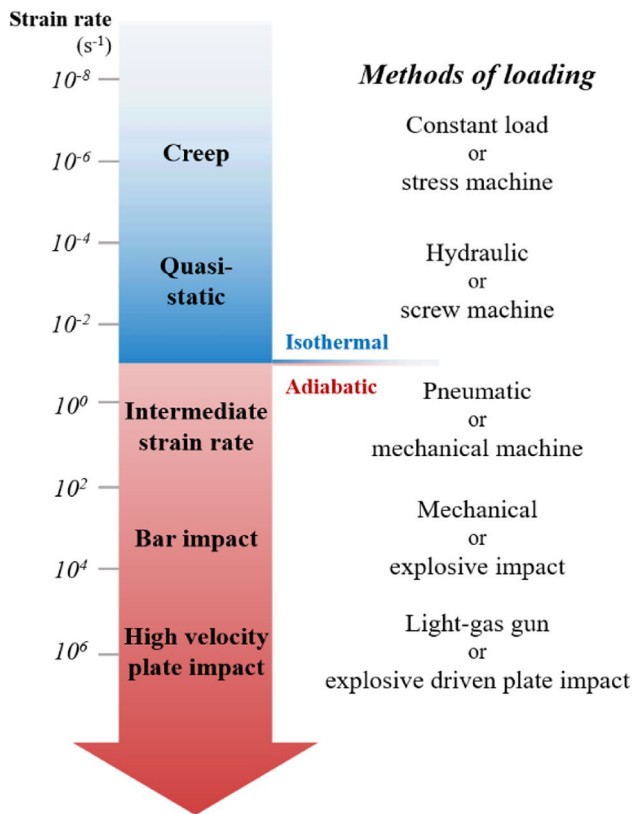 Strain rate
(s⁻¹)
10⁻⁸
Methods of loading
Constant load
or
stress machine
10⁻⁶
Creep
10⁻⁴
Quasi-
static
Hydraulic
or
screw machine
10⁻²
Isothermal
Adiabatic
10⁰
Intermediate
strain rate
Pneumatic
or
mechanical machine
10²
Bar impact
Mechanical
or
explosive impact
10⁴
High velocity
plate impact
Light-gas gun
or
explosive driven plate impact
10⁶